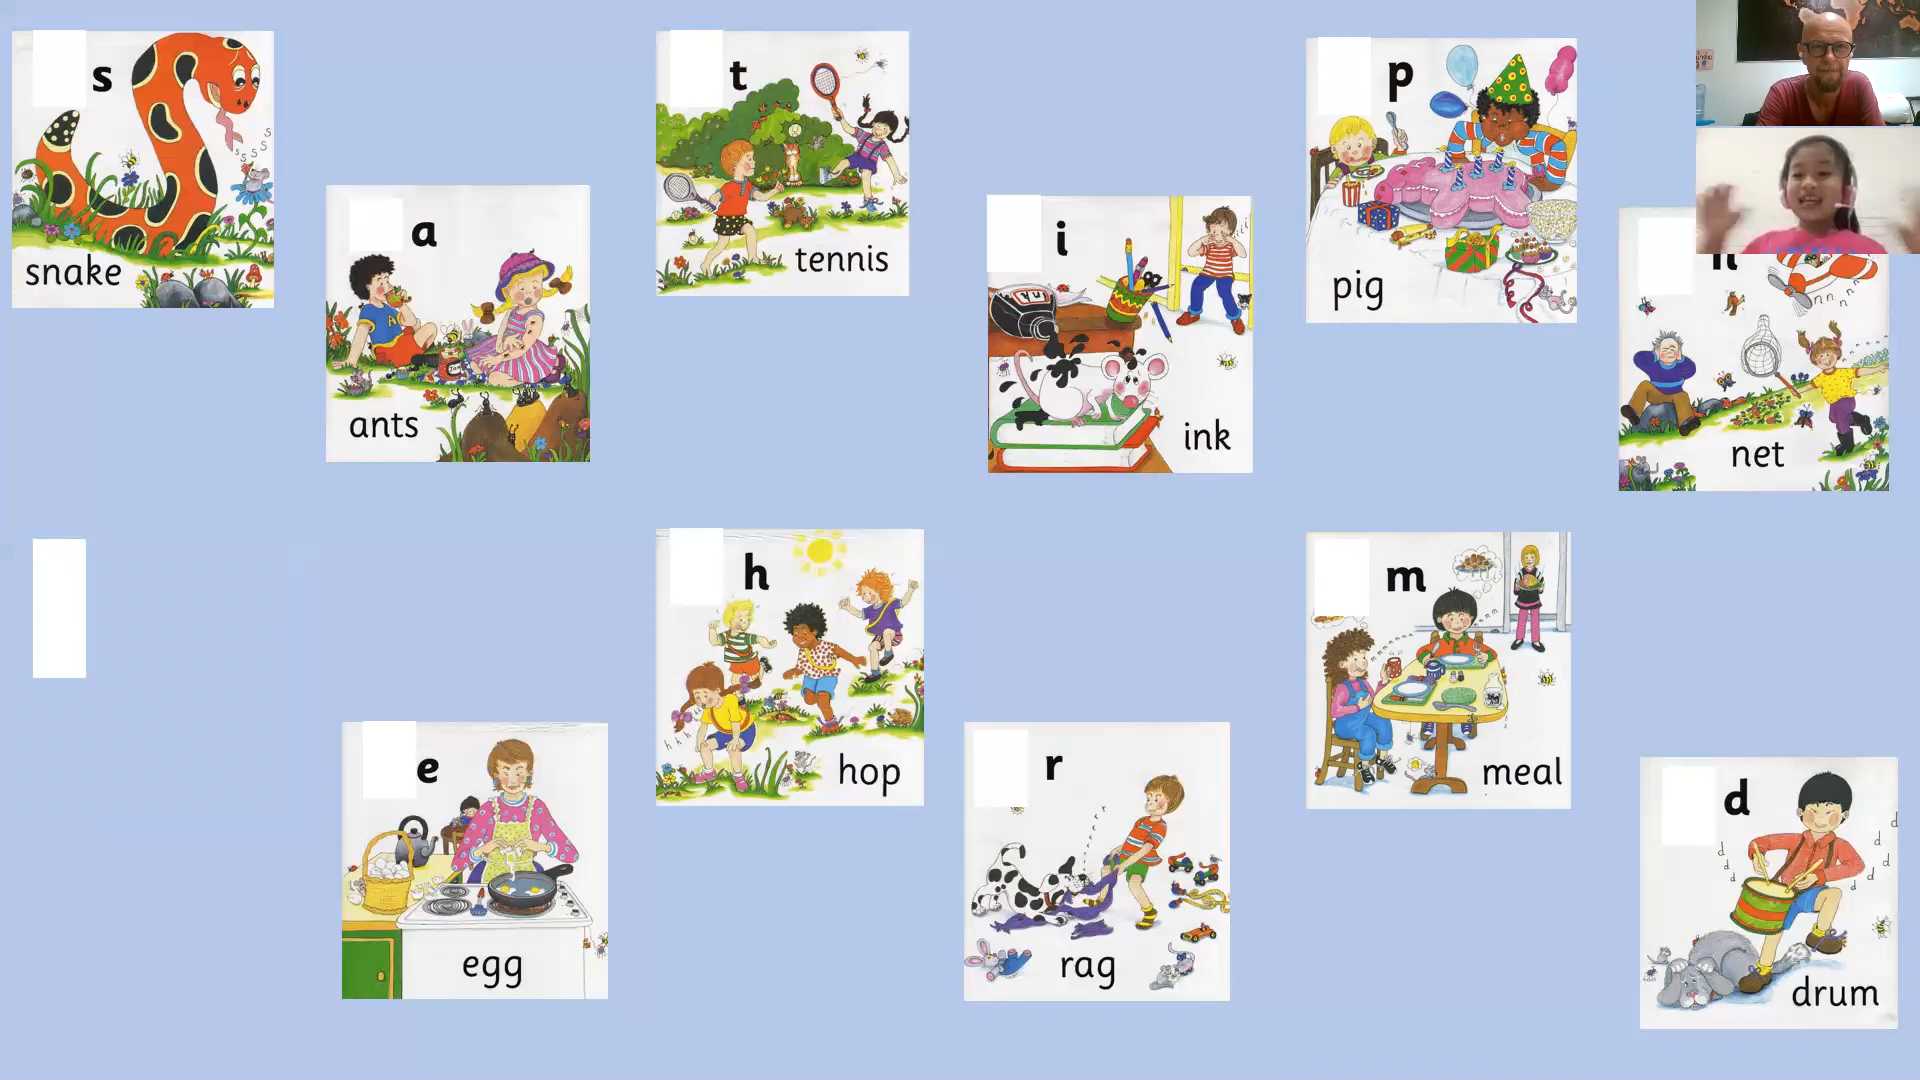 s
snake
a
ants
t
tennis
i
ink
p
pig
n
net
e
egg
h
hop
r
rag
m
meal
d
drum